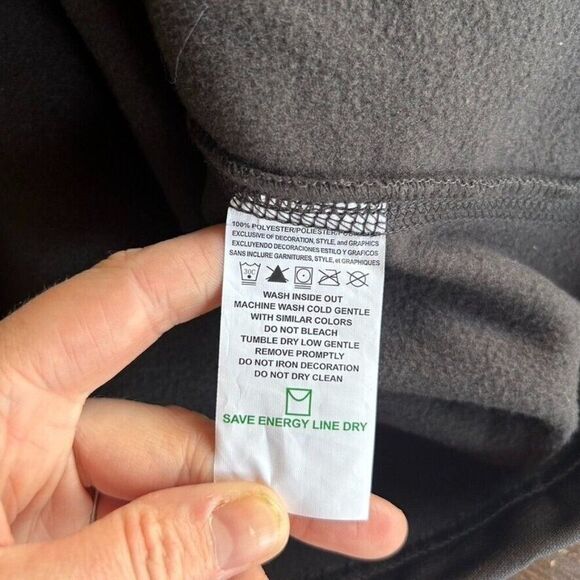 100% POLYESTER/POLIESTER/
EXCLUSIVE OF DECORATION, STYLE, and GRAPHICS
EXCLUYENDO DECORACIONES ESTILO Y GRAFICOS
SANS INCLURE GARNITURES, STYLE, et GRAPHIQUES
30C
WASH INSIDE OUT
MACHINE WASH COLD GENTLE
WITH SIMILAR COLORS
DO NOT BLEACH
TUMBLE DRY LOW GENTLE
REMOVE PROMPTLY
DO NOT IRON DECORATION
DO NOT DRY CLEAN
SAVE ENERGY LINE DRY